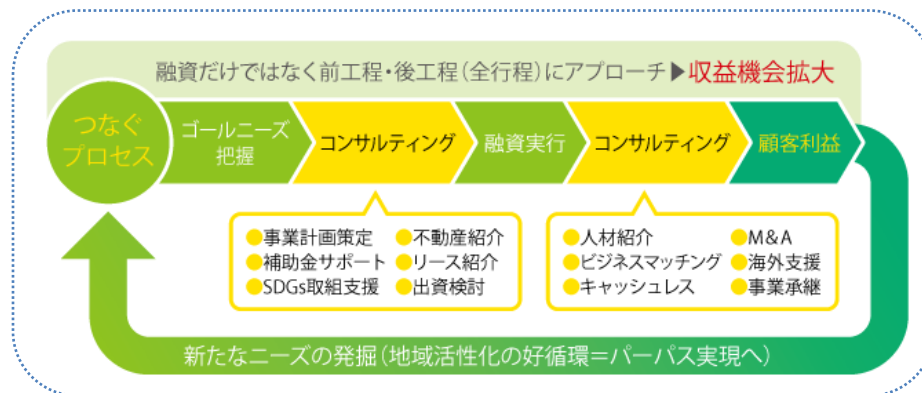 融資だけではなく前工程・後工程(全行程)にアプローチ▶収益機会拡大
つなぐ
プロセス
ゴールニーズ
把握
コンサルティング
融資実行
コンサルティング
顧客利益
●事業計画策定 ●不動産紹介
●補助金サポート ●リース紹介
●SDGs取組支援 ●出資検討
●人材紹介 ●M&A
●ビジネスマッチング ●海外支援
●キャッシュレス ●事業承継
新たなニーズの発掘(地域活性化の好循環=パーパス実現へ)